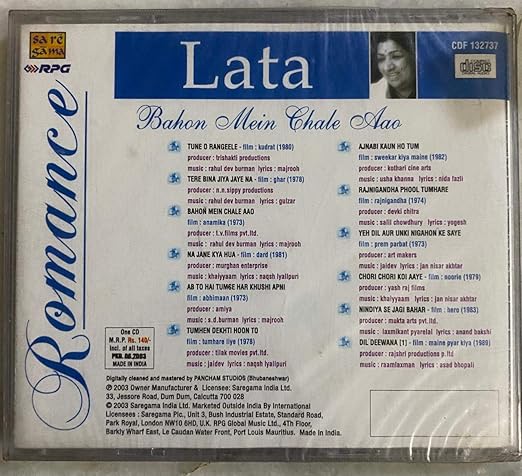 sa re
ga ma
RPG
Lata
CDF 132737
COMPACT
disc
DIGITAL AUDIO
Romance
Bahon Mein Chale Aao
TUNE O RANGEELE - film : kudrat (1980)
producer : trishakti productions
music : rahul dev burman lyrics : majrooh
TERE BINA JIYA JAYE NA - film : ghar (1978)
producer : n.n.sippy productions
music : rahul dev burman lyrics : gulzar
BAHON MEIN CHALE AAO
film : anamika (1973)
producer : t.v.films pvt.ltd.
music : rahul dev burman lyrics : majrooh
NA JANE KYA HUA - film : dard (1981)
producer : murghan enterprise
music : khaiyyaam lyrics : naqsh lyallpuri
AB TO HAI TUMSE HAR KHUSHI APNI
film : abhimaan (1973)
producer : amiya
music : s.d.burman lyrics : majrooh
TUMHEN DEKHTI HOON TO
film : tumhare liye (1978)
producer : tilak movies pvt. ltd.
music : jaidev lyrics : naqsh lyallpuri
AJNABI KAUN HO TUM
film : sweekar kiya maine (1982)
producer : kothari cine arts
music : usha khanna lyrics : nida fazli
RAJNIGANDHA PHOOL TUMHARE
film : rajnigandha (1974)
producer : devki chitra
music : salil chowdhury lyrics : yogesh
YEH DIL AUR UNKI NIGAHON KE SAYE
film : prem parbat (1973)
producer : art makers
music : jaidev lyrics : jan nisar akhtar
CHORI CHORI KOI AAYE - film : noorie (1979)
producer : yash raj films
music : khaiyyaam lyrics : jan nisar akhtar
NINDIYA SE JAGI BAHAR - film : hero (1983)
producer : mukta arts pvt.ltd.
music : laxmikant pyarelal lyrics : anand bakshi
DIL DEEWANA (1) - film : maine pyar kiya (1989)
producer : rajshri productions p. ltd
music : raamlaxman lyrics : asad bhopali
One CD
M.R.P. Rs. 140/-
incl. of all taxes
PKD. 08.2003
MADE IN INDIA
Digitally cleaned and mastered by PANCHAM STUDIOS (Bhubaneshwar)
℗ 2003 Owner Manufacturer & Licensee: Saregama India Ltd.
33, Jessore Road, Dum Dum, Calcutta 700 028
© 2003 Saregama India Ltd. Marketed Outside India By International
Licensees : Saregama Plc., Unit 3, Bush Industrial Estate, Standard Road,
Park Royal, London NW10 6HD, U.K. RPG Global Music Ltd., 4Th Floor,
Barkly Wharf East, Le Caudan Water Front, Port Louis Mauritius. Made in India.